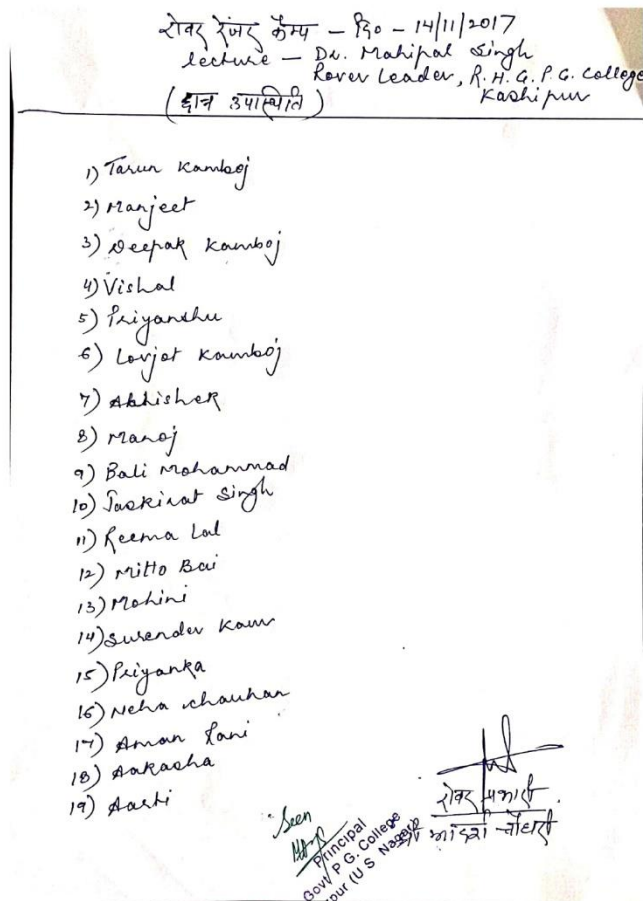 रोवर रेंजर कैम्प – दि० – 14/11/2017
lecture – Dr. Mahipal Singh
Rover Leader, R. H. G. P. G. College
Kashipur
(छात्र उपस्थिति)
1) Tarun Kamboj
2) Manjeet
3) Deepak Kamboj
4) Vishal
5) Priyanshu
6) Lovjot Kamboj
7) Abhishek
8) Manoj
9) Bali Mohammad
10) Jaskirat Singh
11) Reema Lal
12) Mitto Bai
13) Mohini
14) Surender Kaur
15) Priyanka
16) Neha Chauhan
17) Aman Rani
18) Aakasha
19) Aarti
Seen
Principal
Govt P G. College
pur (U S Nagar)
रोवर प्रभारी
चौधरी